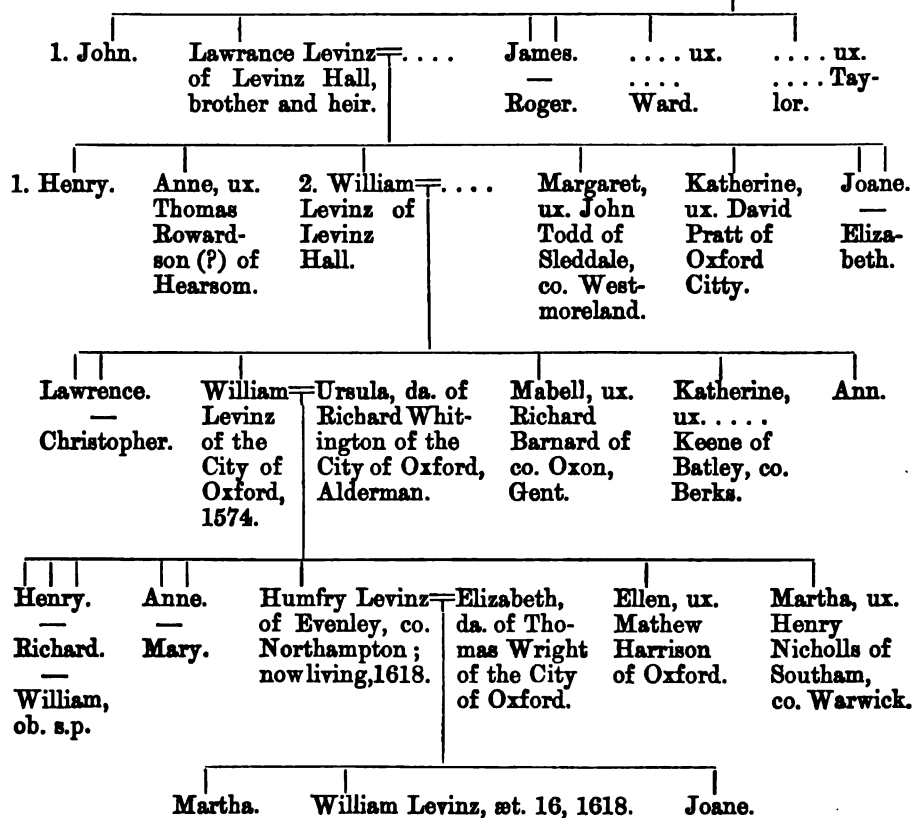 1. John.
Lawrance Levinz=. . . .
of Levinz Hall,
brother and heir.
James.
—
Roger.
. . . . ux.
. . . .
Ward.
. . . . ux.
. . . . Tay-
lor.
1. Henry.
Anne, ux.
Thomas
Roward-
son (?) of
Hearsom.
2. William=. . . .
Levinz of
Levinz
Hall.
Margaret,
ux. John
Todd of
Sleddale,
co. West-
moreland.
Katherine,
ux. David
Pratt of
Oxford
Citty.
Joane.
—
Eliza-
beth.
Lawrence.
—
Christopher.
William=
Levinz
of the
City of
Oxford,
1574.
Ursula, da. of
Richard Whit-
ington of the
City of Oxford,
Alderman.
Mabell, ux.
Richard
Barnard of
co. Oxon,
Gent.
Katherine,
ux. . . . .
Keene of
Batley, co.
Berks.
Ann.
Henry.
—
Richard.
—
William,
ob. s.p.
Anne.
—
Mary.
Humfry Levinz=
of Evenley, co.
Northampton ;
now living, 1618.
Elizabeth,
da. of Tho-
mas Wright
of the City
of Oxford.
Ellen, ux.
Mathew
Harrison
of Oxford.
Martha, ux.
Henry
Nicholls of
Southam,
co. Warwick.
Martha.
William Levinz, æt. 16, 1618.
Joane.